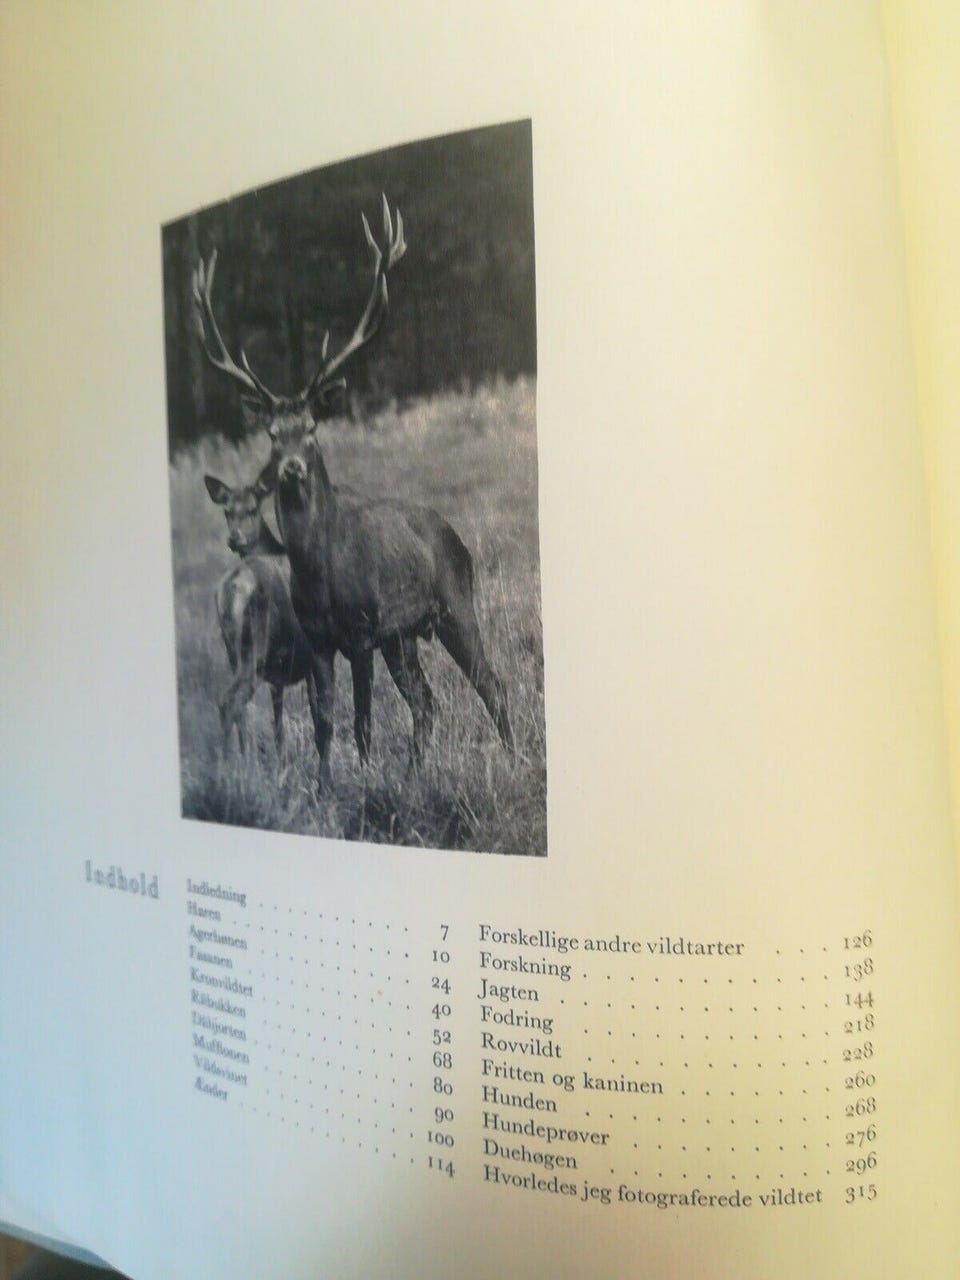 Indhold
Indledning . . . . . . . . 7
Haren . . . . . . . . . 10
Agerhønen . . . . . . . . 24
Fasanen . . . . . . . . 40
Kronvildtet . . . . . . . . 52
Råbukken . . . . . . . . 68
Dåhjorten . . . . . . . . 80
Mufflonen . . . . . . . . 90
Vildsvinet . . . . . . . . 100
Ænder . . . . . . . . . 114
Forskellige andre vildtarter . . . 126
Forskning . . . . . . . . . 138
Jagten . . . . . . . . . . 144
Fodring . . . . . . . . . 218
Rovvildt . . . . . . . . . 228
Fritten og kaninen . . . . . . 260
Hunden . . . . . . . . . 268
Hundeprøver . . . . . . . 276
Duehøgen . . . . . . . . 296
Hvorledes jeg fotograferede vildtet 315